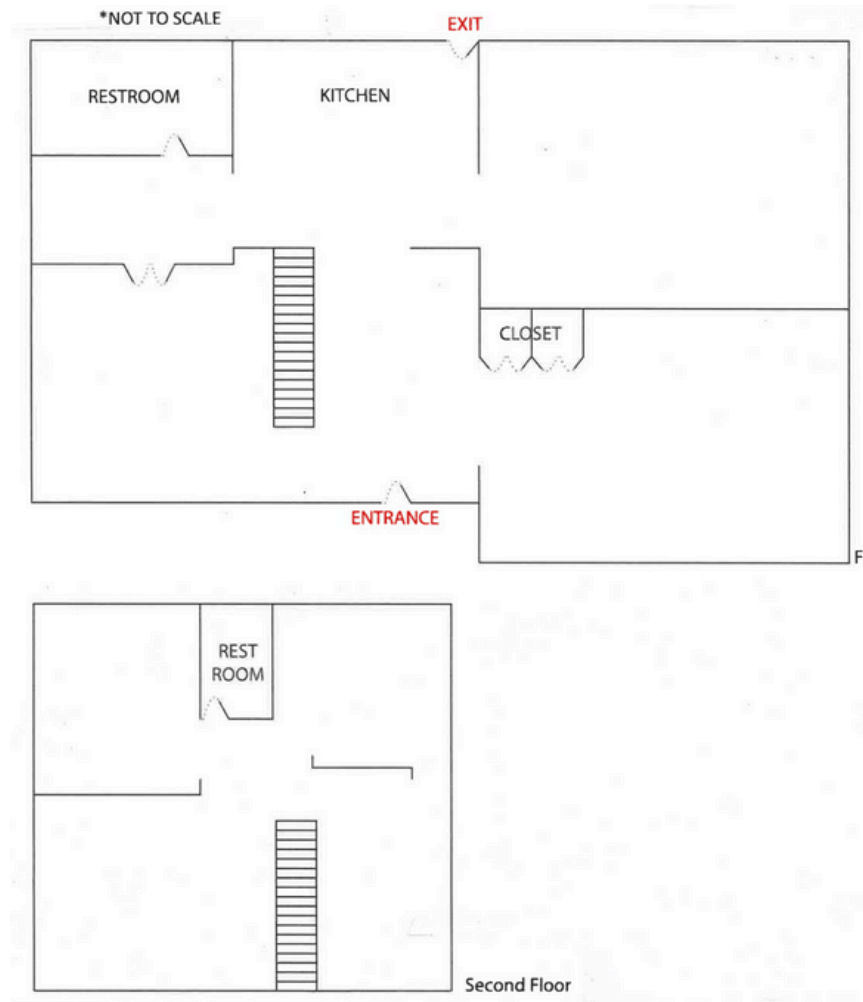 *NOT TO SCALE
EXIT
RESTROOM
KITCHEN
CLOSET
ENTRANCE
F
REST
ROOM
Second Floor